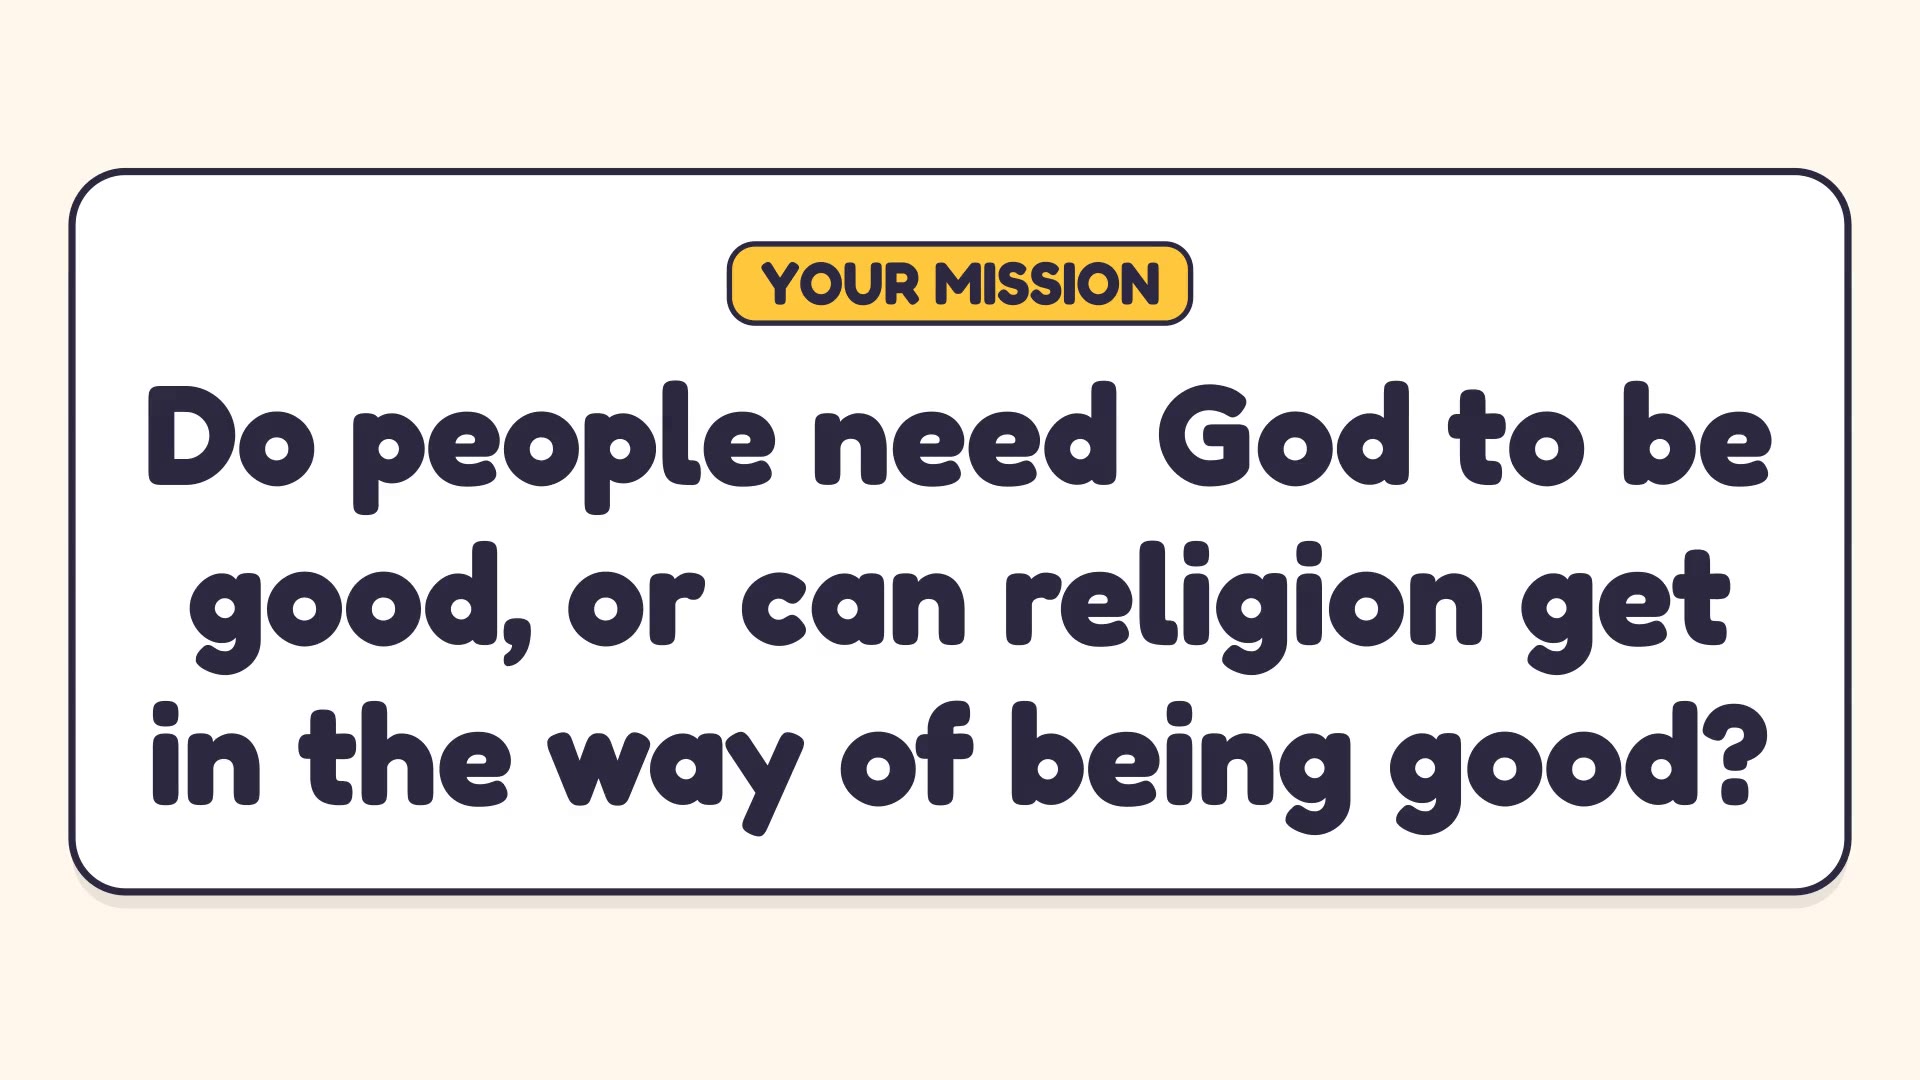 YOUR MISSION
Do people need God to be
good, or can religion get
in the way of being good?